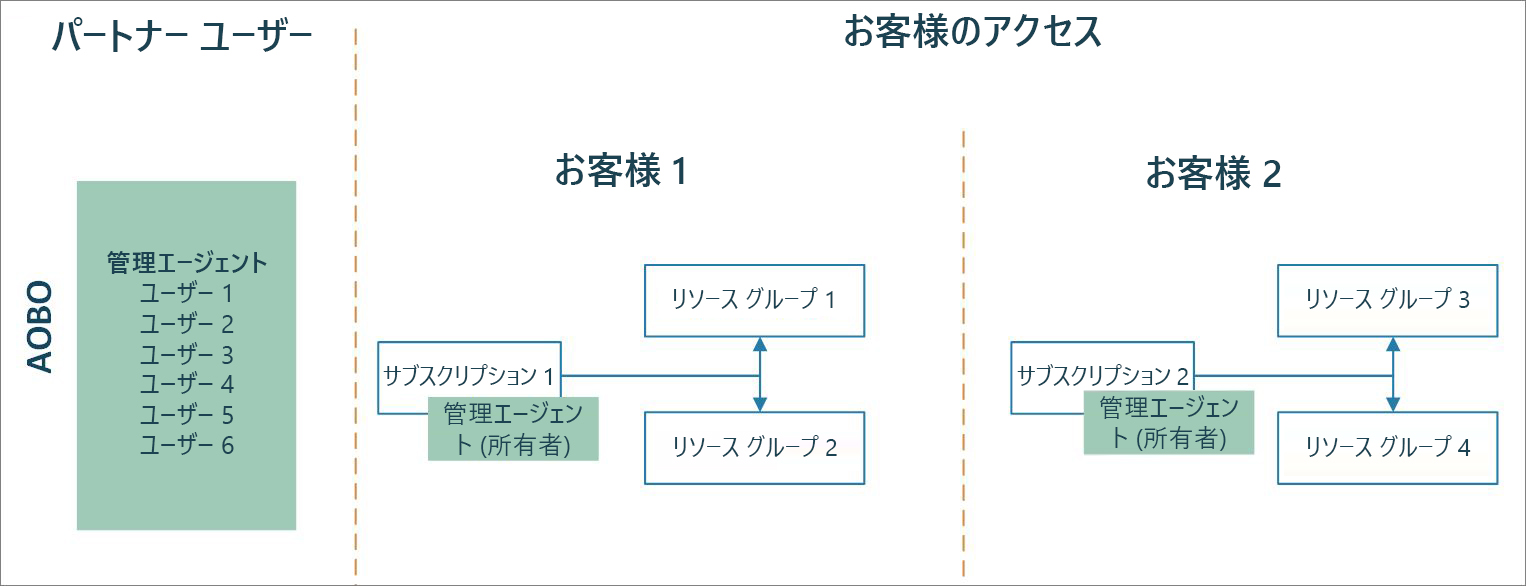 パートナー ユーザー
お客様のアクセス
お客様 1
お客様 2
AOBO
管理エージェント
ユーザー 1
ユーザー 2
ユーザー 3
ユーザー 4
ユーザー 5
ユーザー 6
サブスクリプション 1
管理エージェン
ト (所有者)
リソース グループ 1
リソース グループ 2
サブスクリプション 2
管理エージェン
ト (所有者)
リソース グループ 3
リソース グループ 4